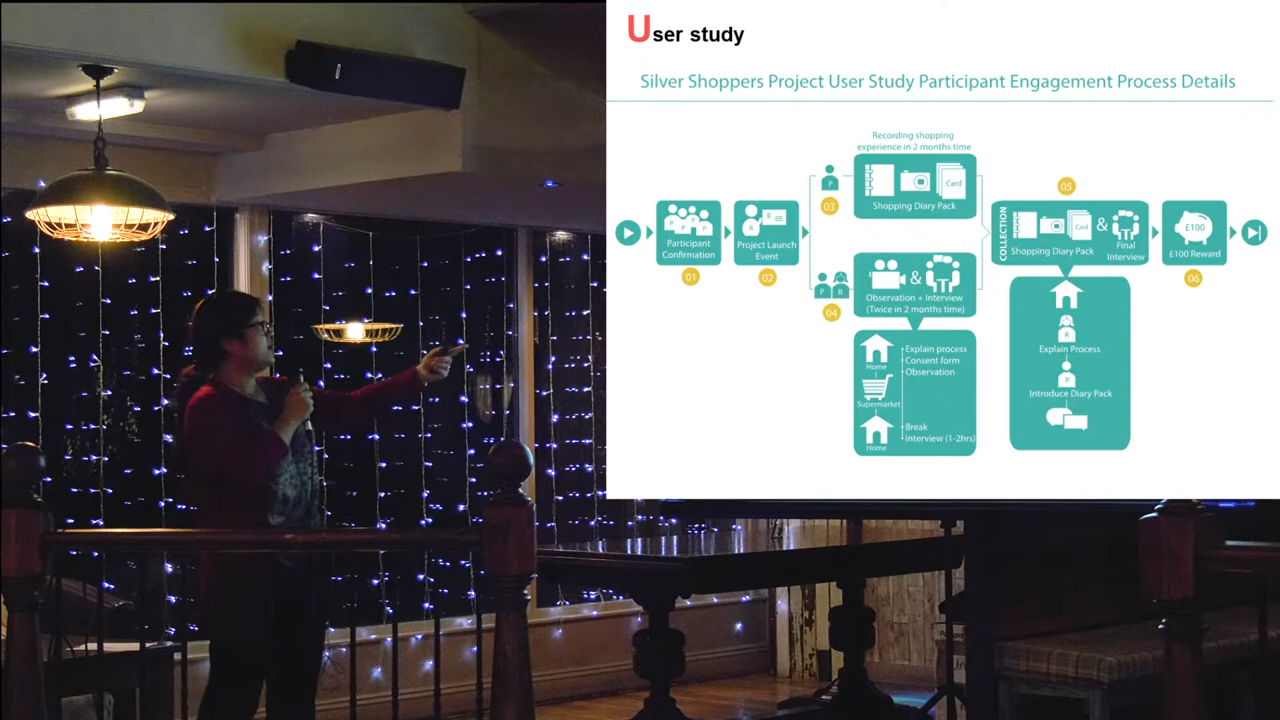 User study
Silver Shoppers Project User Study Participant Engagement Process Details
Participant
Confirmation
01
R
Project Launch
Event
02
Recording shopping
experience in 2 months time
P
03
Card
Shopping Diary Pack
P R
04
&
Observation + Interview
(Twice in 2 months time)
Home
Supermarket
Home
Explain process
Consent form
Observation
Break
Interview (1-2hrs)
05
COLLECTION
Card
&
Shopping Diary Pack
Final
Interview
R
Explain Process
P
Introduce Diary Pack
£100
£100 Reward
06